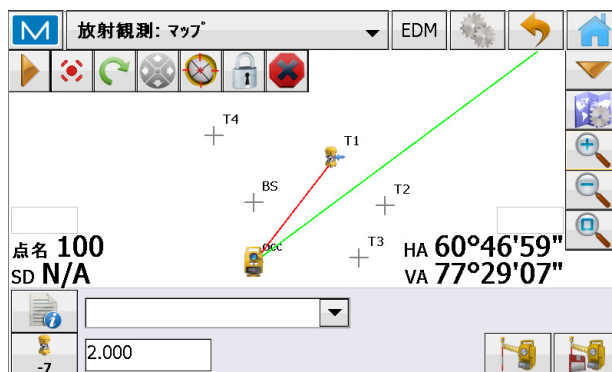 放射観測: マップ
EDM
T4
T1
BS
T2
OCC
T3
点名 100
SD N/A
HA 60°46'59"
VA 77°29'07"
2.000
-7